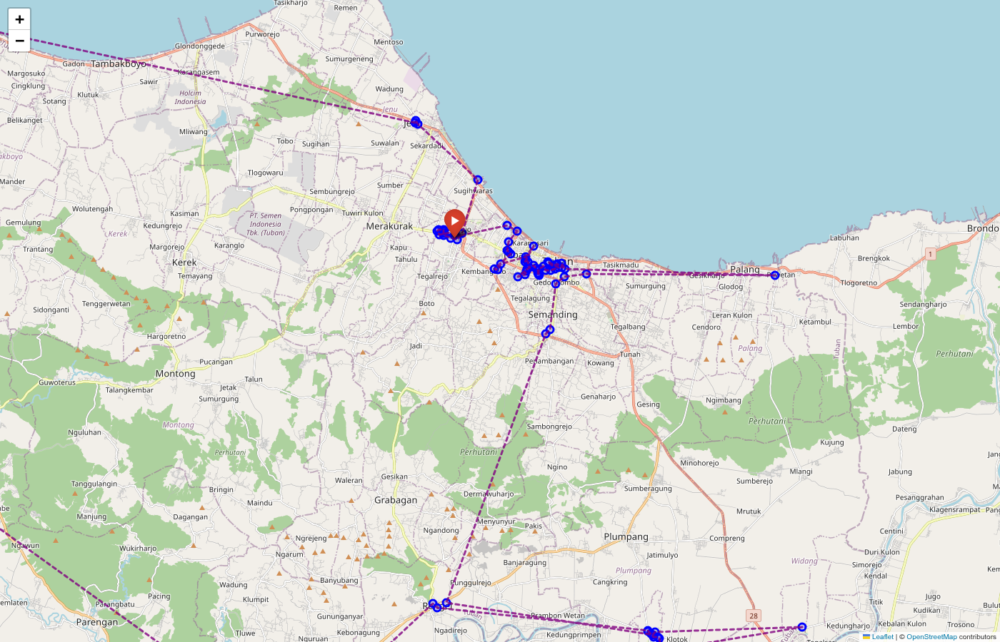 +
−
Tasikharjo
Remen
Purworejo
Mentoso
Glondonggede
Sumurgeneng
Gadon
Tambakboyo
Karangasem
Margosuko
Cingklung
Sawir
Wadung
Klutuk
Holcim
Indonesia
Sotang
Jenu
Belikanget
Mliwang
Tobo
Sugihan
Suwalan
Sekardadi
akboyo
Tlogowaru
Mander
Sumber
Sembungrejo
Sugihwaras
Wolutengah
Kasiman
Pongpongan
Tuwiri Kulon
PT. Semen
Indonesia
Tbk. (Tuban)
Gemulung
Kerek
Merakurak
Labuhan
Brondo
Karangsari
Trantang
Margorejo
Karanglo
Kapu
Tahulu
Kerek
Temayang
Tegalrejo
Tasikmadu
Palang
Brengkok
1
Gesikharjo
Glodog
Tlogoretno
Sumurgung
Tegalagung
Tenggerwetan
Boto
Sendangharjo
Sidonganti
Semanding
Leran Kulon
Ketambul
Tegalbang
Cendoro
Lembor
Hargoretno
Jadi
Palang
Tuban
Perhutani
Tunah
Pucangan
Kowang
Montong
Guwoterus
Talangkembar
Jetak
Talun
Sumurgung
Genaharjo
Gesing
Ngimbang
Perhutani
Montong
Sambongrejo
Dateng
Nguluhan
Perhutani
Perhutani
Kujung
Minohorejo
Ngino
Mlangi
Jabung
Gesikan
Waleran
Sumberejo
Tanggulangin
Bringin
Sumberagung
Dermawuharjo
Pesanggrahan
Grabagan
Maindu
Klagensrampat
Manjung
Dagangan
Mrutuk
Menyunyur
Pakis
Ngandong
Centini
Ngrejeng
Plumpang
Compreng
Ngawun
Wukirharjo
Ngarum
Jatimulyo
Duri Kulon
Banjaragung
Widang
Simorejo
Plumpang
Kendal
Banyubang
Cangkring
Wadung
Punggulrejo
Pacing
Klumpit
Jugo
Titik
Parangbatu
Kudikan
Prambon Wetan
28
Gununganyar
Parengan
Tuban
Kebalan Kulon
Trosono
Kedungharjo
Tluwe
Kebonagung
Ngadirejo
Kedungprimpen
Klotok
Nguruan
Leaflet | © OpenStreetMap contributors